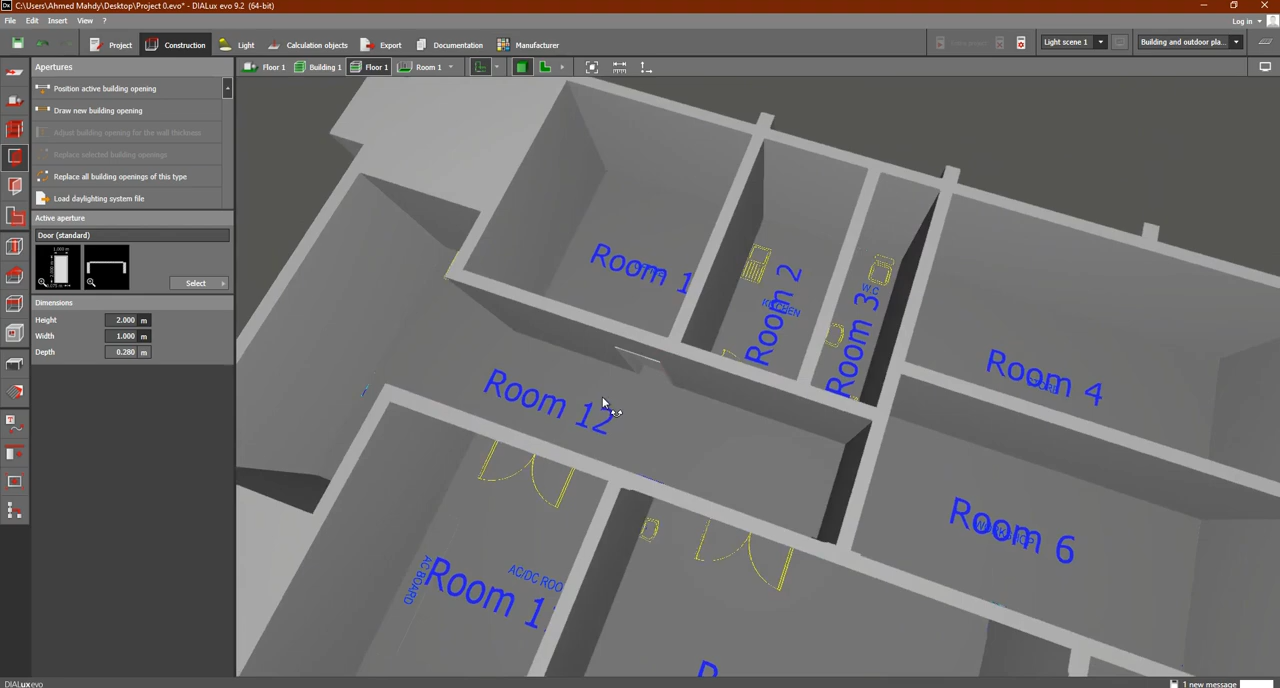 C:\Users\Ahmed Mahdy\Desktop\Project 0.evo* - DIALux evo 9.2 (64-bit)
File Edit Insert View ?
Log in
Project Construction Light Calculation objects Export Documentation Manufacturer
Light scene 1
Building and outdoor pla...
Apertures
Floor 1 Building 1 Floor 1 Room 1
Position active building opening
Draw new building opening
Adjust building opening for the wall thickness
Replace selected building openings
Replace all building openings of this type
Load daylighting system file
Active aperture
Door (standard)
Select
Dimensions
Height 2.000 m
Width 1.000 m
Depth 0.280 m
Room 1
Room 2
KITCHEN
Room 3
W.C
Room 4
STORE
Room 12
Room 6
WORKSHOP
AC/DC ROO
AC BOARD
Room 1
R
DIALux evo
1 new message